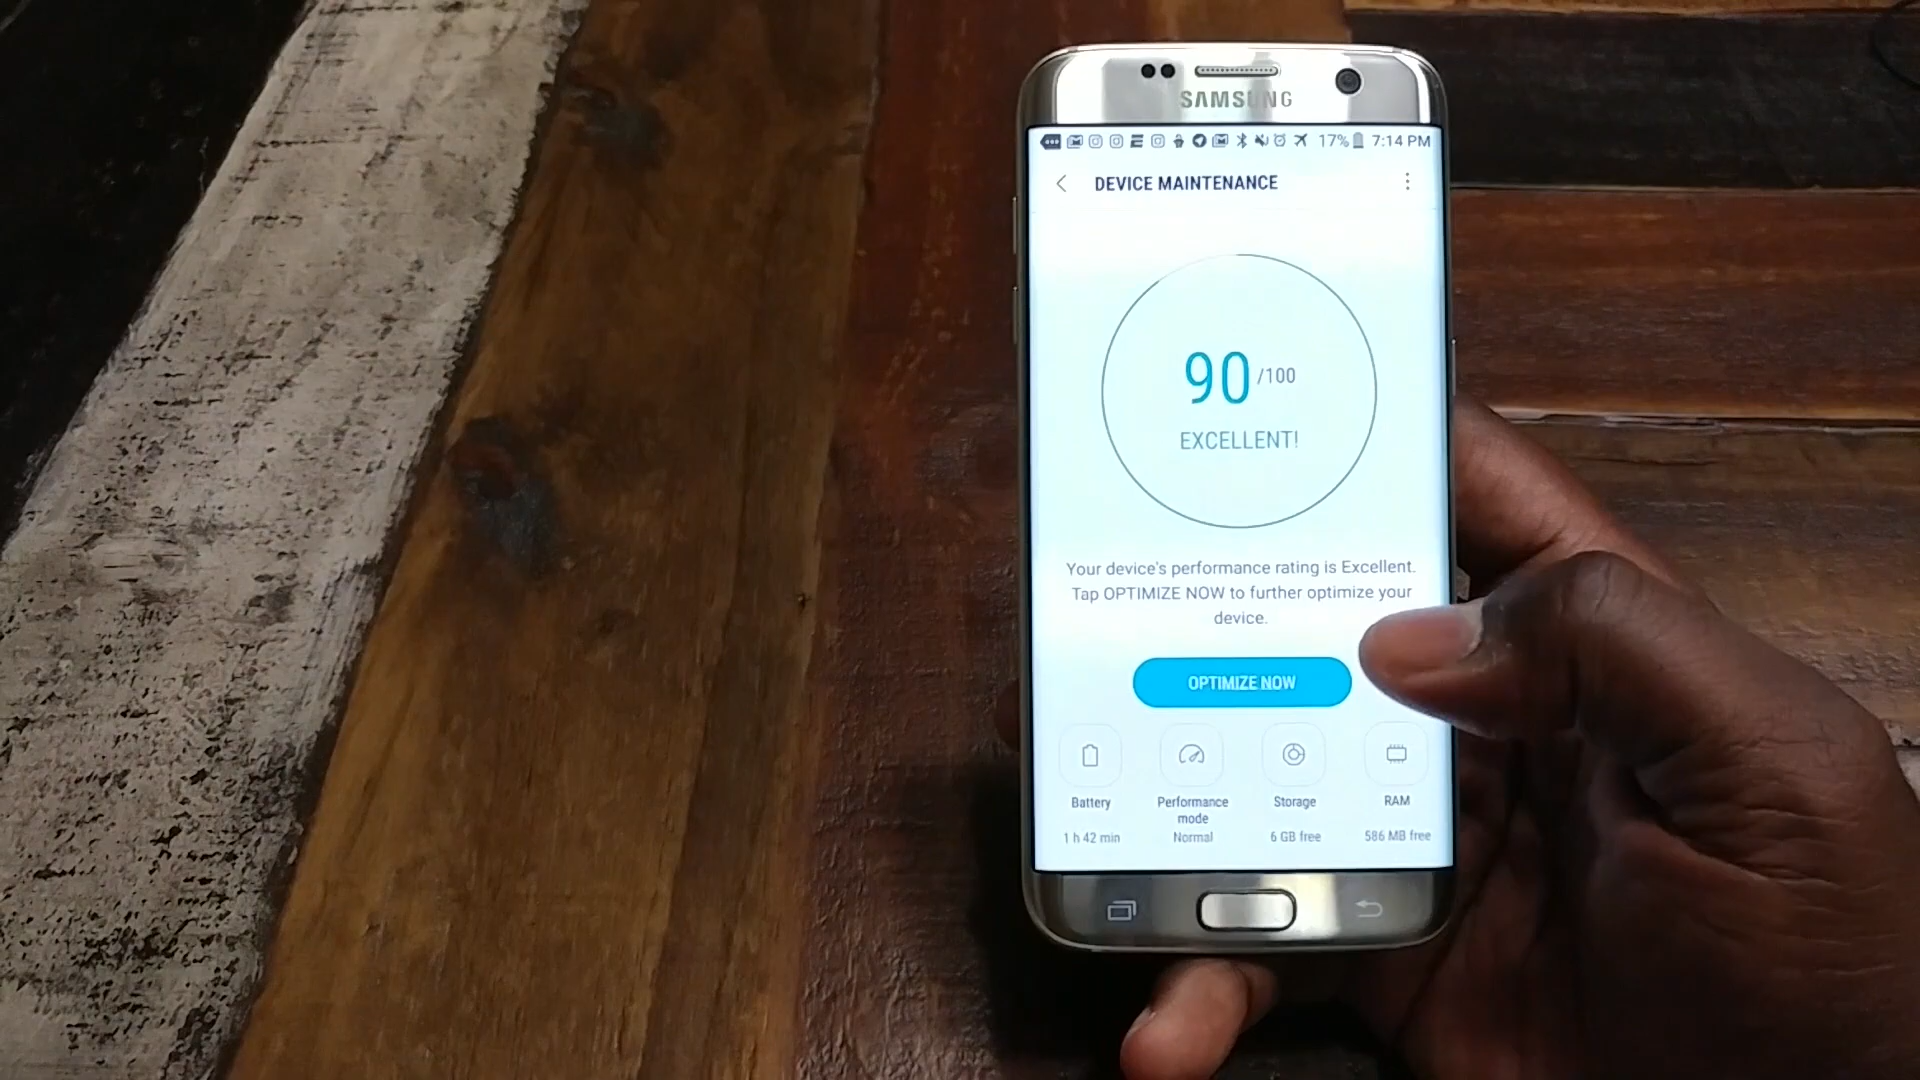 SAMSUNG
17% 7:14 PM
DEVICE MAINTENANCE
90/100
EXCELLENT!
Your device's performance rating is Excellent.
Tap OPTIMIZE NOW to further optimize your
device.
OPTIMIZE NOW
Battery Performance mode Storage RAM
1 h 42 min Normal 6 GB free 586 MB free